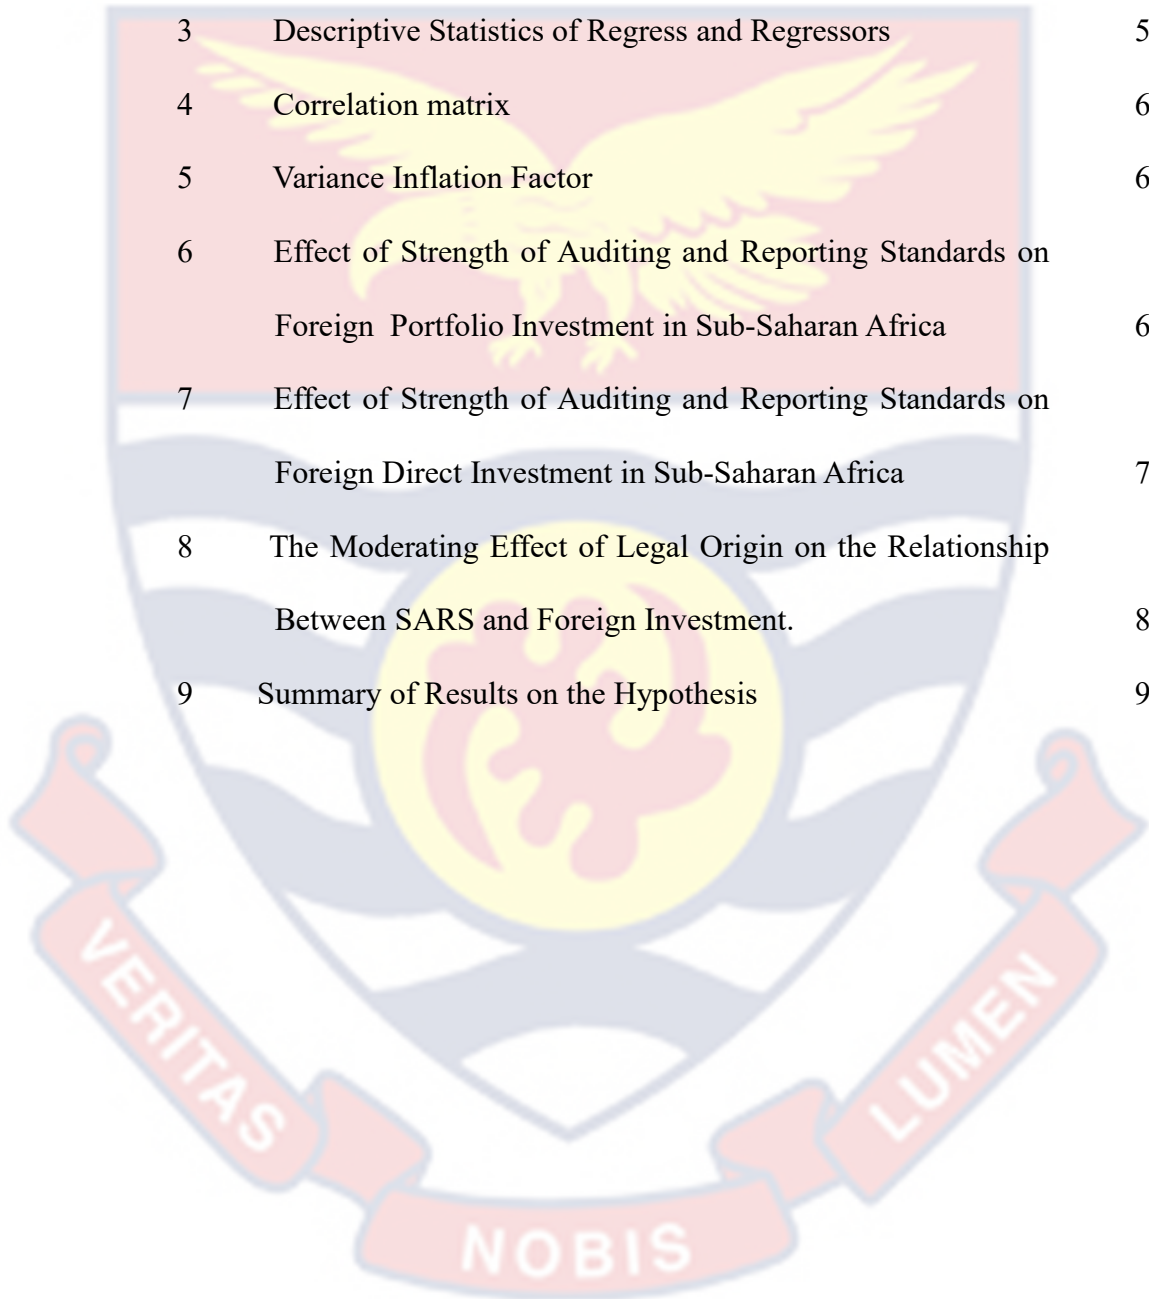 3 Descriptive Statistics of Regress and Regressors 5
4 Correlation matrix 6
5 Variance Inflation Factor 6
6 Effect of Strength of Auditing and Reporting Standards on
Foreign Portfolio Investment in Sub-Saharan Africa 6
7 Effect of Strength of Auditing and Reporting Standards on
Foreign Direct Investment in Sub-Saharan Africa 7
8 The Moderating Effect of Legal Origin on the Relationship
Between SARS and Foreign Investment. 8
9 Summary of Results on the Hypothesis 9
VERITAS
NOBIS
LUMEN